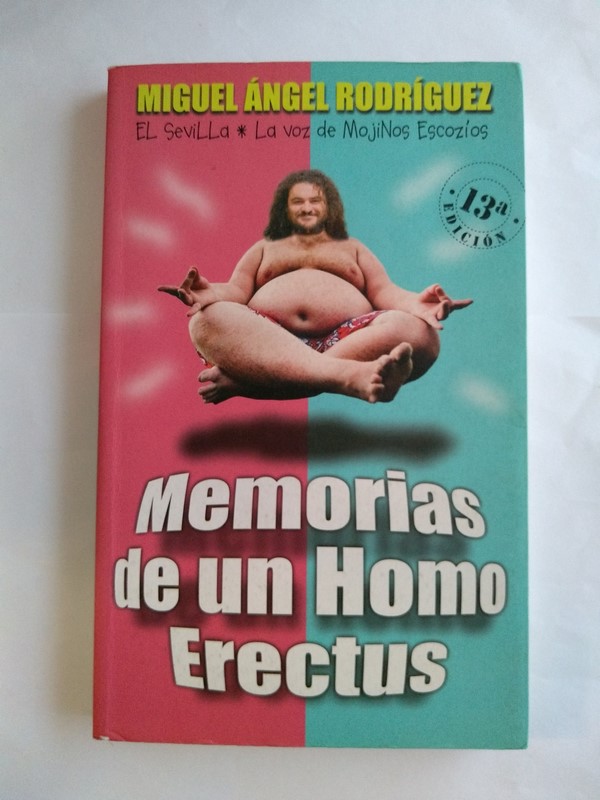 MIGUEL ÁNGEL RODRÍGUEZ
EL SeviLLa * La voz de MojiNos Escozíos
13ª
EDICIÓN
Memorias
de un Homo
Erectus